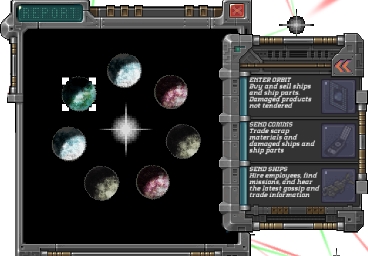 REPORT
ENTER ORBIT
Buy and sell ships
and ship parts.
Damaged products
not tendered
SEND COMMS
Trade scrap
materials and
damaged ships and
ship parts
SEND SHIPS
Hire employees, find
missions, and hear
the latest gossip and
trade information